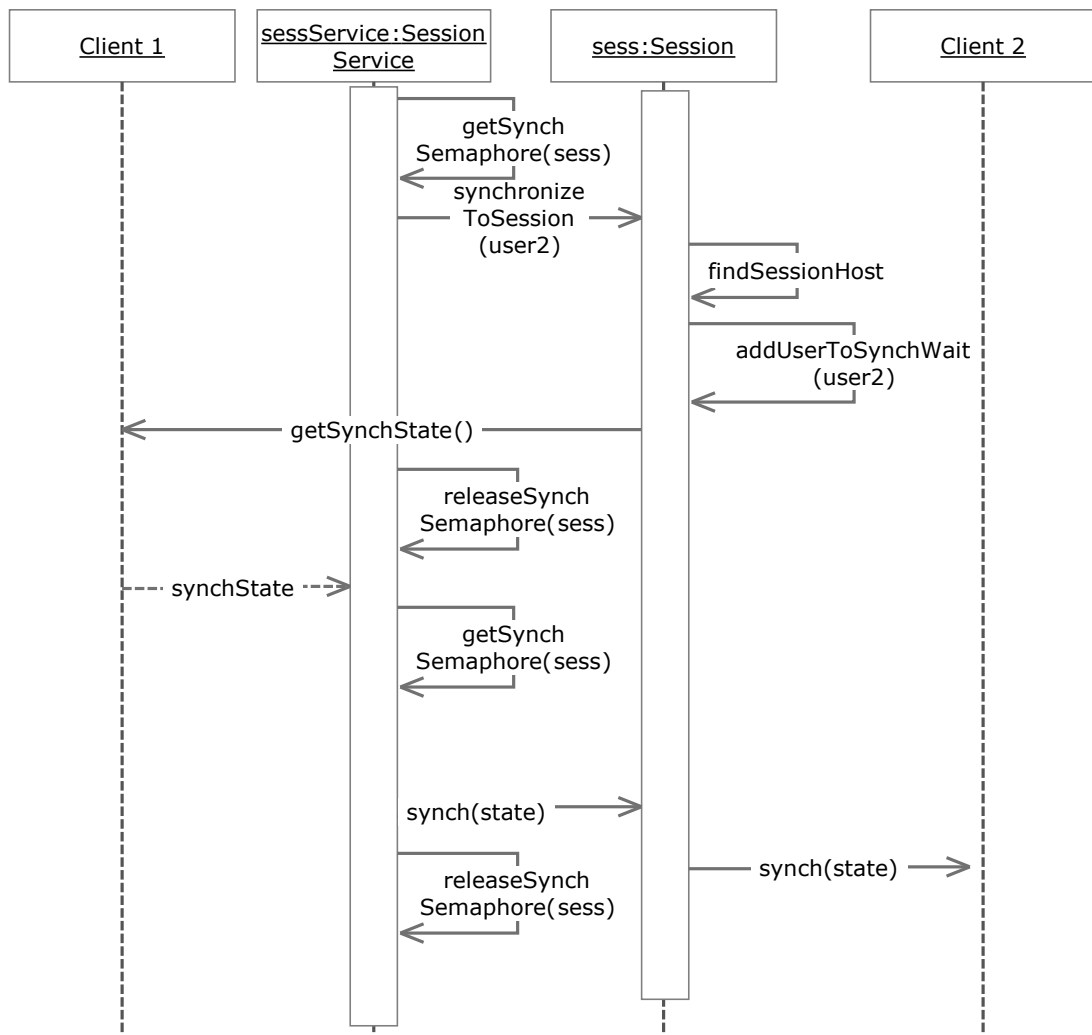 Client 1
sessService:Session
Service
sess:Session
Client 2
getSynch
Semaphore(sess)
synchronize
ToSession
(user2)
findSessionHost
addUserToSynchWait
(user2)
getSynchState()
releaseSynch
Semaphore(sess)
synchState
getSynch
Semaphore(sess)
synch(state)
releaseSynch
Semaphore(sess)
synch(state)